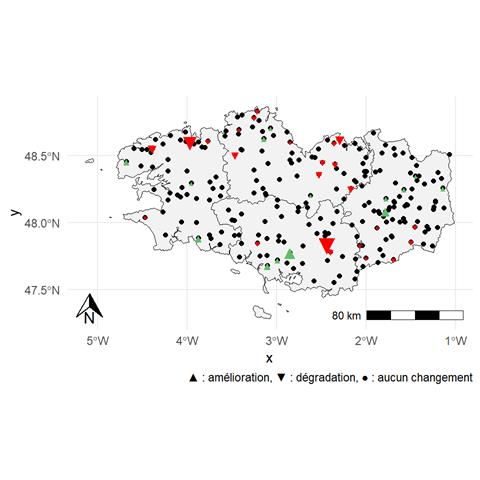 48.5°N
48.0°N
47.5°N
y
N
80 km
5°W 4°W 3°W 2°W 1°W
x
▲ : amélioration, ▼ : dégradation, ● : aucun changement